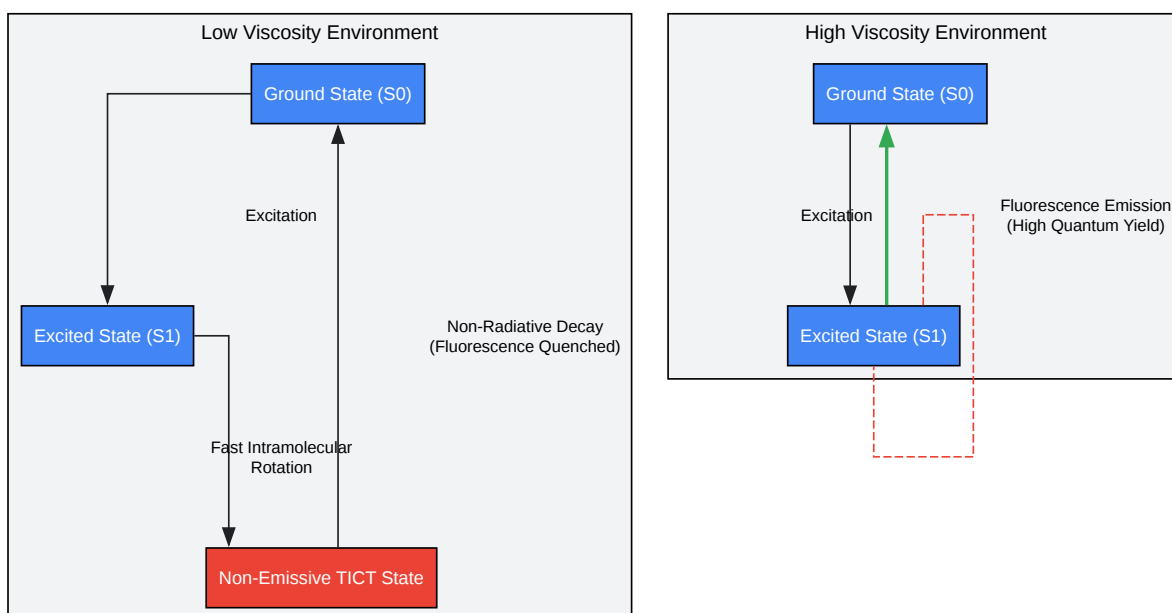 Low Viscosity Environment
Ground State (S0)
Excitation
Excited State (S1)
Non-Radiative Decay
(Fluorescence Quenched)
Fast Intramolecular
Rotation
Non-Emissive TICT State
High Viscosity Environment
Ground State (S0)
Excitation
Fluorescence Emission
(High Quantum Yield)
Excited State (S1)